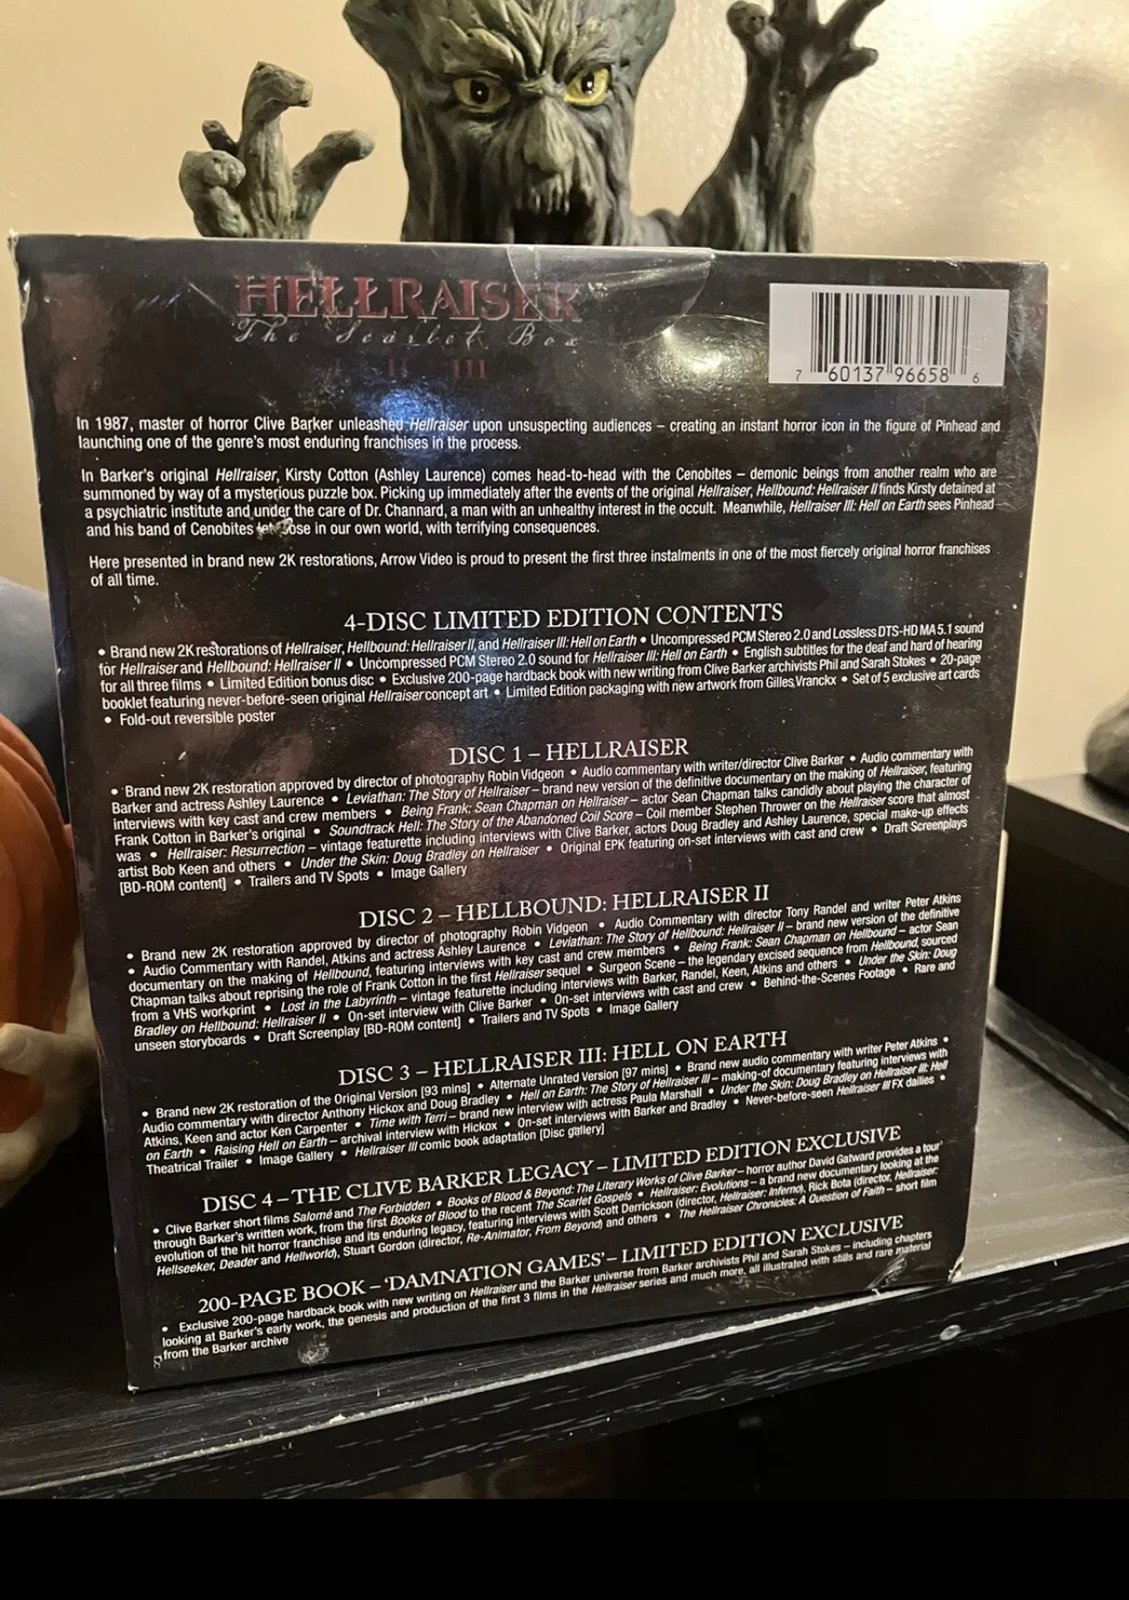 HELLRAISER
The Scarlet Box
I II III
7 60137 96658 6
In 1987, master of horror Clive Barker unleashed Hellraiser upon unsuspecting audiences – creating an instant horror icon in the figure of Pinhead and
launching one of the genre's most enduring franchises in the process.
In Barker's original Hellraiser, Kirsty Cotton (Ashley Laurence) comes head-to-head with the Cenobites – demonic beings from another realm who are
summoned by way of a mysterious puzzle box. Picking up immediately after the events of the original Hellraiser, Hellbound: Hellraiser II finds Kirsty detained at
a psychiatric institute and under the care of Dr. Channard, a man with an unhealthy interest in the occult. Meanwhile, Hellraiser III: Hell on Earth sees Pinhead
and his band of Cenobites let loose in our own world, with terrifying consequences.
Here presented in brand new 2K restorations, Arrow Video is proud to present the first three instalments in one of the most fiercely original horror franchises
of all time.
4-DISC LIMITED EDITION CONTENTS
• Brand new 2K restorations of Hellraiser, Hellbound: Hellraiser II, and Hellraiser III: Hell on Earth • Uncompressed PCM Stereo 2.0 and Lossless DTS-HD MA 5.1 sound
for Hellraiser and Hellbound: Hellraiser II • Uncompressed PCM Stereo 2.0 sound for Hellraiser III: Hell on Earth • English subtitles for the deaf and hard of hearing
for all three films • Limited Edition bonus disc • Exclusive 200-page hardback book with new writing from Clive Barker archivists Phil and Sarah Stokes • 20-page
booklet featuring never-before-seen original Hellraiser concept art • Limited Edition packaging with new artwork from Gilles Vranckx • Set of 5 exclusive art cards
• Fold-out reversible poster
DISC 1 – HELLRAISER
• Brand new 2K restoration approved by director of photography Robin Vidgeon • Audio commentary with writer/director Clive Barker • Audio commentary with
Barker and actress Ashley Laurence • Leviathan: The Story of Hellraiser – brand new version of the definitive documentary on the making of Hellraiser, featuring
interviews with key cast and crew members • Being Frank: Sean Chapman on Hellraiser – actor Sean Chapman talks candidly about playing the character of
Frank Cotton in Barker's original • Soundtrack Hell: The Story of the Abandoned Coil Score – Coil member Stephen Thrower on the Hellraiser score that almost
was • Hellraiser: Resurrection – vintage featurette including interviews with Clive Barker, actors Doug Bradley and Ashley Laurence, special make-up effects
artist Bob Keen and others • Under the Skin: Doug Bradley on Hellraiser • Original EPK featuring on-set interviews with cast and crew • Draft Screenplays
[BD-ROM content] • Trailers and TV Spots • Image Gallery
DISC 2 – HELLBOUND: HELLRAISER II
• Brand new 2K restoration approved by director of photography Robin Vidgeon • Audio Commentary with director Tony Randel and writer Peter Atkins
• Audio Commentary with Randel, Atkins and actress Ashley Laurence • Leviathan: The Story of Hellbound: Hellraiser II – brand new version of the definitive
documentary on the making of Hellbound, featuring interviews with key cast and crew members • Being Frank: Sean Chapman on Hellbound – actor Sean
Chapman talks about reprising the role of Frank Cotton in the first Hellraiser sequel • Surgeon Scene – the legendary excised sequence from Hellbound, sourced
from a VHS workprint • Lost in the Labyrinth – vintage featurette including interviews with Barker, Randel, Keen, Atkins and others • Under the Skin: Doug
Bradley on Hellbound: Hellraiser II • On-set interview with Clive Barker • On-set interviews with cast and crew • Behind-the-Scenes Footage • Rare and
unseen storyboards • Draft Screenplay [BD-ROM content] • Trailers and TV Spots • Image Gallery
DISC 3 – HELLRAISER III: HELL ON EARTH
• Brand new 2K restoration of the Original Version [93 mins] • Alternate Unrated Version [97 mins] • Brand new audio commentary with writer Peter Atkins •
Audio commentary with director Anthony Hickox and Doug Bradley • Hell on Earth: The Story of Hellraiser III – making-of documentary featuring interviews with
Atkins, Keen and actor Ken Carpenter • Time with Terri – brand new interview with actress Paula Marshall • Under the Skin: Doug Bradley on Hellraiser III: Hell
on Earth • Raising Hell on Earth – archival interview with Hickox • On-set interviews with Barker and Bradley • Never-before-seen Hellraiser III FX dailies •
Theatrical Trailer • Image Gallery • Hellraiser III comic book adaptation [Disc gallery]
DISC 4 – THE CLIVE BARKER LEGACY – LIMITED EDITION EXCLUSIVE
• Clive Barker short films Salomé and The Forbidden • Books of Blood & Beyond: The Literary Works of Clive Barker – horror author David Gatward provides a tour
through Barker's written work, from the first Books of Blood to the recent The Scarlet Gospels • Hellraiser: Evolutions – a brand new documentary looking at the
evolution of the hit horror franchise and its enduring legacy, featuring interviews with Scott Derrickson (director, Hellraiser: Inferno), Rick Bota (director, Hellraiser:
Hellseeker, Deader and Hellworld), Stuart Gordon (director, Re-Animator, From Beyond) and others • The Hellraiser Chronicles: A Question of Faith – short film
200-PAGE BOOK – 'DAMNATION GAMES' – LIMITED EDITION EXCLUSIVE
• Exclusive 200-page hardback book with new writing on Hellraiser and the Barker universe from Barker archivists Phil and Sarah Stokes – including chapters
looking at Barker's early work, the genesis and production of the first 3 films in the Hellraiser series and much more, all illustrated with stills and rare material
from the Barker archive